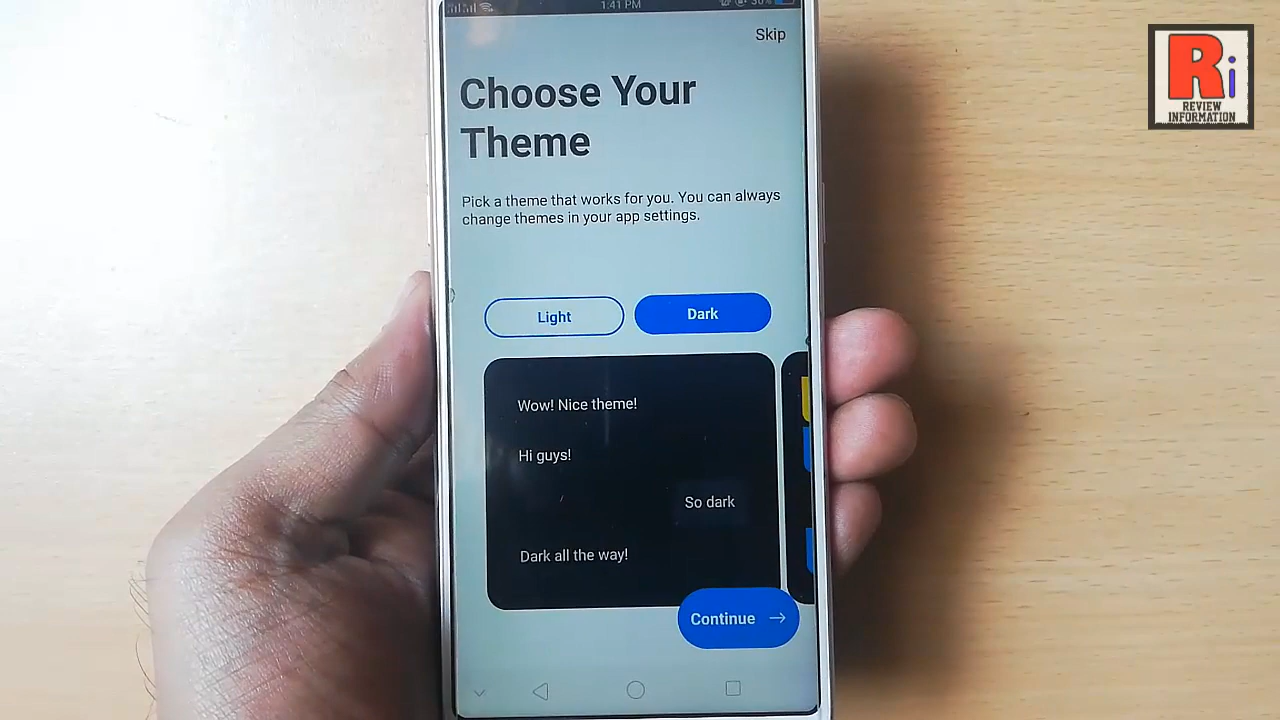 1:41 PM
30%
Skip
Choose Your
Theme
Pick a theme that works for you. You can always
change themes in your app settings.
Light
Dark
Wow! Nice theme!
Hi guys!
So dark
Dark all the way!
Continue
Ri
REVIEW
INFORMATION